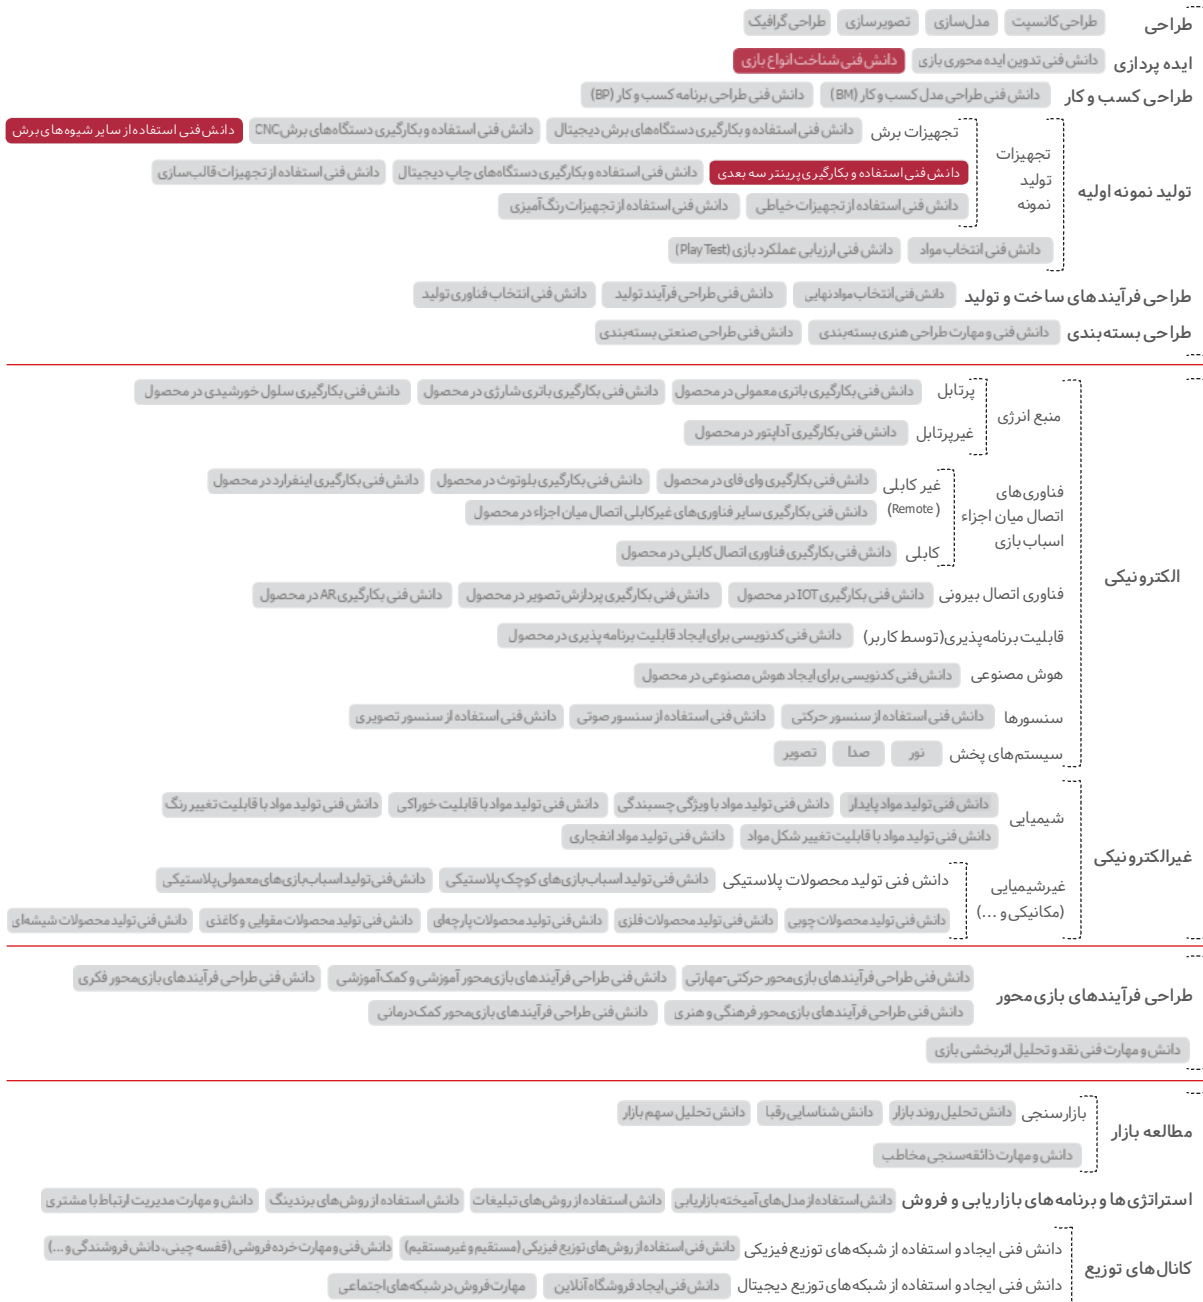 طراحی طراحی کانسپت مدل‌سازی تصویرسازی طراحی گرافیک
ایده پردازی دانش فنی تدوین ایده محوری بازی دانش فنی شناخت انواع بازی
طراحی کسب و کار دانش فنی طراحی مدل کسب و کار (BM) دانش فنی طراحی برنامه کسب و کار (BP)
تولید نمونه اولیه
تجهیزات تولید نمونه
تجهیزات برش دانش فنی استفاده و بکارگیری دستگاه‌های برش دیجیتال دانش فنی استفاده و بکارگیری دستگاه‌های برش CNC دانش فنی استفاده از سایر شیوه‌های برش
دانش فنی استفاده و بکارگیری پرینتر سه بعدی دانش فنی استفاده و بکارگیری دستگاه‌های چاپ دیجیتال دانش فنی استفاده از تجهیزات قالب‌سازی
دانش فنی استفاده از تجهیزات خیاطی دانش فنی استفاده از تجهیزات رنگ‌آمیزی
دانش فنی انتخاب مواد دانش فنی ارزیابی عملکرد بازی (Play Test)
طراحی فرآیندهای ساخت و تولید دانش فنی انتخاب مواد نهایی دانش فنی طراحی فرآیند تولید دانش فنی انتخاب فناوری تولید
طراحی بسته‌بندی دانش فنی و مهارت طراحی هنری بسته‌بندی دانش فنی طراحی صنعتی بسته‌بندی
الکترونیکی
منبع انرژی
پرتابل دانش فنی بکارگیری باتری معمولی در محصول دانش فنی بکارگیری باتری شارژی در محصول دانش فنی بکارگیری سلول خورشیدی در محصول
غیرپرتابل دانش فنی بکارگیری آداپتور در محصول
فناوری‌های اتصال میان اجزاء اسباب بازی
غیر کابلی (Remote) دانش فنی بکارگیری وای فای در محصول دانش فنی بکارگیری بلوتوث در محصول دانش فنی بکارگیری اینفرارد در محصول
دانش فنی بکارگیری سایر فناوری‌های غیرکابلی اتصال میان اجزاء در محصول
کابلی دانش فنی بکارگیری فناوری اتصال کابلی در محصول
فناوری اتصال بیرونی دانش فنی بکارگیری IOT در محصول دانش فنی بکارگیری پردازش تصویر در محصول دانش فنی بکارگیری AR در محصول
قابلیت برنامه‌پذیری (توسط کاربر) دانش فنی کدنویسی برای ایجاد قابلیت برنامه پذیری در محصول
هوش مصنوعی دانش فنی کدنویسی برای ایجاد هوش مصنوعی در محصول
سنسورها دانش فنی استفاده از سنسور حرکتی دانش فنی استفاده از سنسور صوتی دانش فنی استفاده از سنسور تصویری
سیستم‌های پخش نور صدا تصویر
غیرالکترونیکی
شیمیایی دانش فنی تولید مواد پایدار دانش فنی تولید مواد با ویژگی چسبندگی دانش فنی تولید مواد با قابلیت خوراکی دانش فنی تولید مواد با قابلیت تغییر رنگ
دانش فنی تولید مواد با قابلیت تغییر شکل مواد دانش فنی تولید مواد انفجاری
غیرشیمیایی (مکانیکی و ...)
دانش فنی تولید محصولات پلاستیکی دانش فنی تولید اسباب‌بازی‌های کوچک پلاستیکی دانش فنی تولید اسباب‌بازی‌های معمولی پلاستیکی
دانش فنی تولید محصولات چوبی دانش فنی تولید محصولات فلزی دانش فنی تولید محصولات پارچه‌ای دانش فنی تولید محصولات مقوایی و کاغذی دانش فنی تولید محصولات شیشه‌ای
طراحی فرآیندهای بازی‌محور
دانش فنی طراحی فرآیندهای بازی‌محور حرکتی-مهارتی دانش فنی طراحی فرآیندهای بازی‌محور آموزشی و کمک‌آموزشی دانش فنی طراحی فرآیندهای بازی‌محور فکری
دانش فنی طراحی فرآیندهای بازی‌محور فرهنگی و هنری دانش فنی طراحی فرآیندهای بازی‌محور کمک‌درمانی
دانش و مهارت فنی نقد و تحلیل اثربخشی بازی
مطالعه بازار
بازارسنجی دانش تحلیل روند بازار دانش شناسایی رقبا دانش تحلیل سهم بازار
دانش و مهارت ذائقه‌سنجی مخاطب
استراتژی‌ها و برنامه‌های بازاریابی و فروش دانش استفاده از مدل‌های آمیخته بازاریابی دانش استفاده از روش‌های تبلیغات دانش استفاده از روش‌های برندینگ دانش و مهارت مدیریت ارتباط با مشتری
کانال‌های توزیع
دانش فنی ایجاد و استفاده از شبکه‌های توزیع فیزیکی دانش فنی استفاده از روش‌های توزیع فیزیکی (مستقیم و غیرمستقیم) دانش فنی و مهارت خرده فروشی (قفسه چینی، دانش فروشندگی و ...)
دانش فنی ایجاد و استفاده از شبکه‌های توزیع دیجیتال دانش فنی ایجاد فروشگاه آنلاین مهارت فروش در شبکه‌های اجتماعی